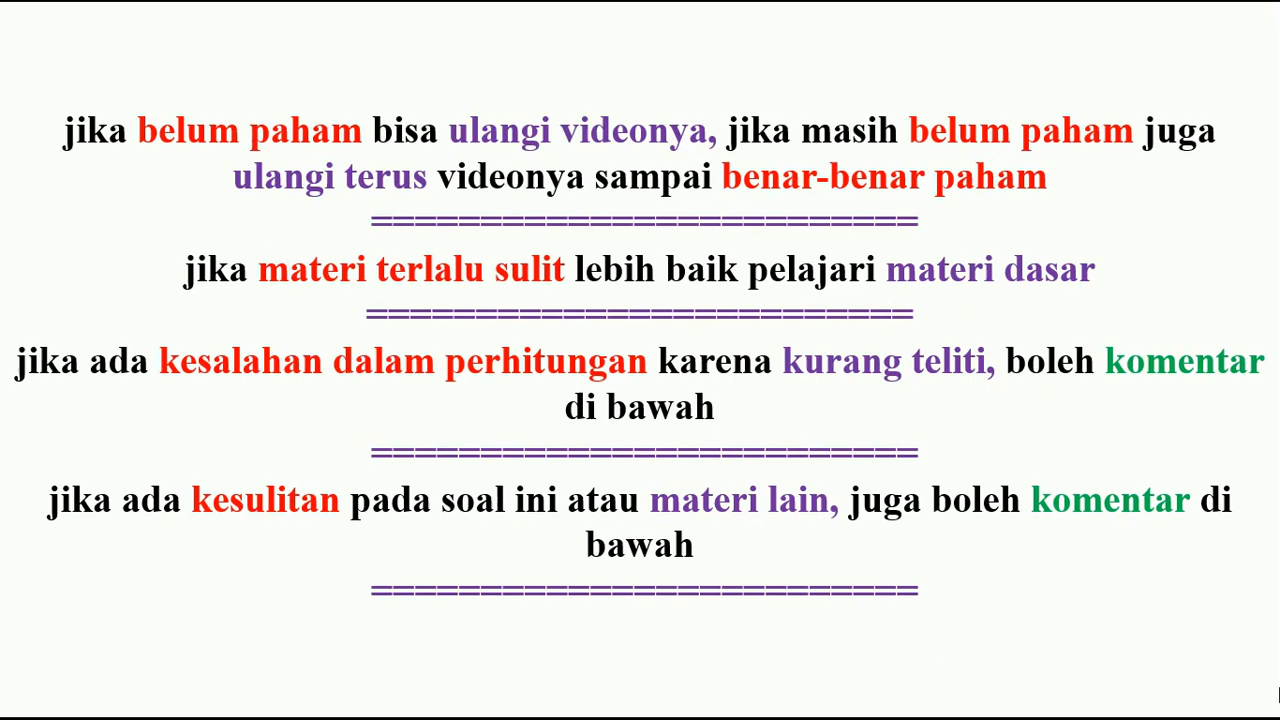 jika belum paham bisa ulangi videonya, jika masih belum paham juga
ulangi terus videonya sampai benar-benar paham
=========================
jika materi terlalu sulit lebih baik pelajari materi dasar
=========================
jika ada kesalahan dalam perhitungan karena kurang teliti, boleh komentar
di bawah
=========================
jika ada kesulitan pada soal ini atau materi lain, juga boleh komentar di
bawah
=========================